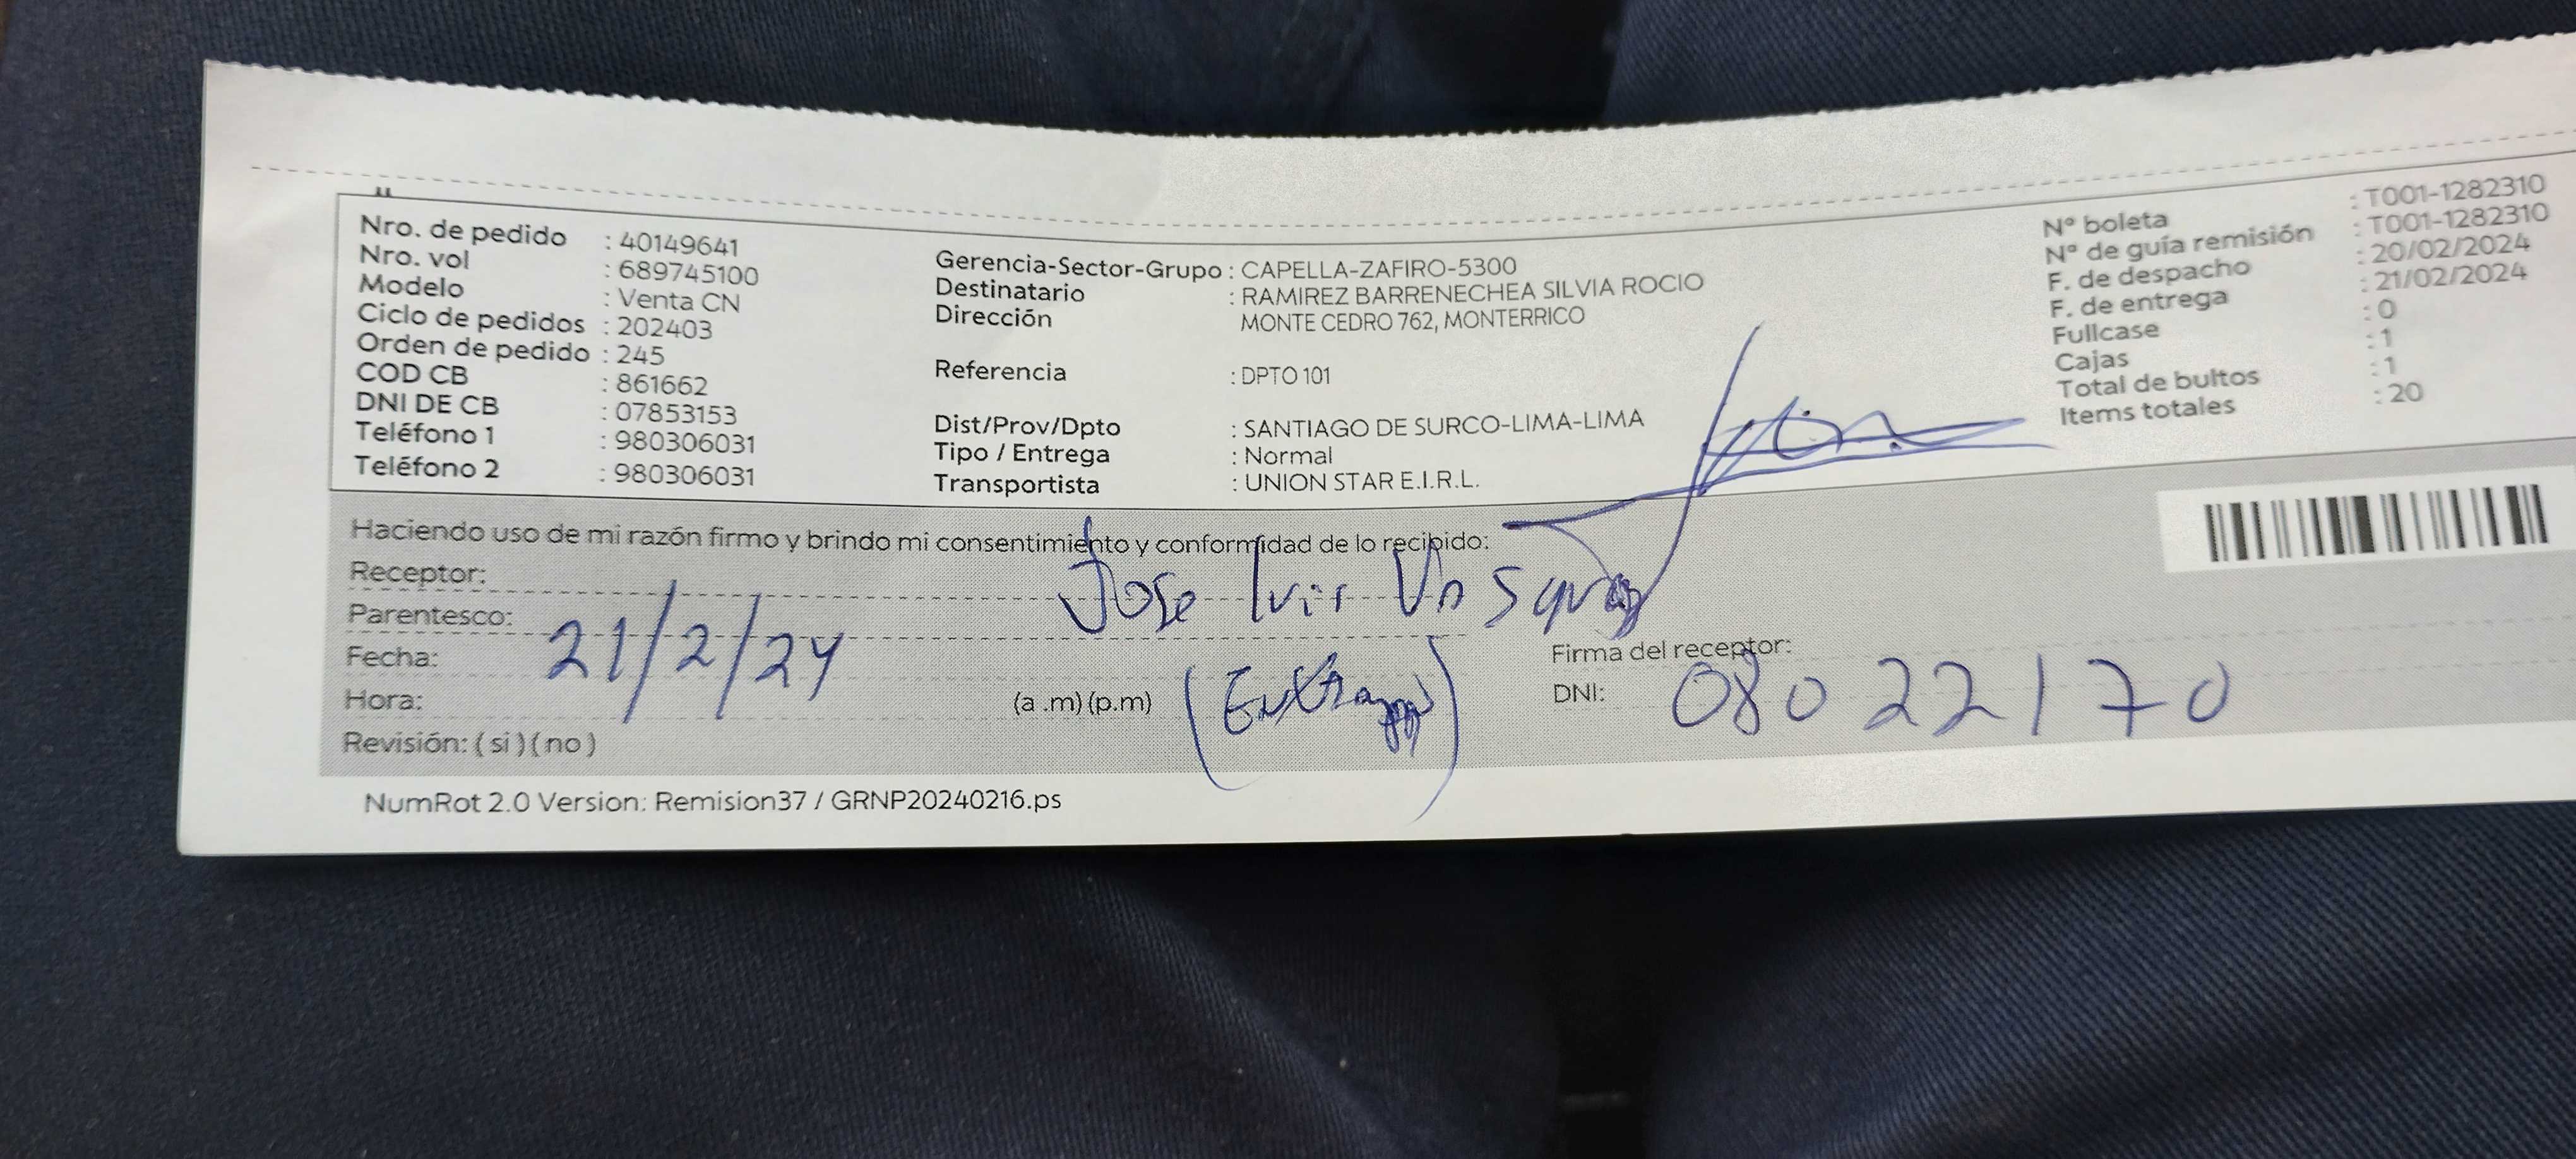 Nro. de pedido : 40149641
Nro. vol : 689745100
Modelo : Venta CN
Ciclo de pedidos : 202403
Orden de pedido : 245
COD CB : 861662
DNI DE CB : 07853153
Teléfono 1 : 980306031
Teléfono 2 : 980306031
Gerencia-Sector-Grupo : CAPELLA-ZAFIRO-5300
Destinatario : RAMIREZ BARRENECHEA SILVIA ROCIO
Dirección MONTE CEDRO 762, MONTERRICO
Referencia : DPTO 101
Dist/Prov/Dpto : SANTIAGO DE SURCO-LIMA-LIMA
Tipo / Entrega : Normal
Transportista : UNION STAR E.I.R.L.
Nº boleta : T001-1282310
Nº de guía remisión : T001-1282310
F. de despacho : 20/02/2024
F. de entrega : 21/02/2024
Fullcase : 0
Cajas : 1
Total de bultos : 1
Items totales : 20
Haciendo uso de mi razón firmo y brindo mi consentimiento y conformidad de lo recibido:
Receptor: Jose luis
Parentesco:
Fecha: 21/2/24
Hora: (a .m) (p.m)
Revisión: ( si ) ( no )
Firma del receptor:
DNI: 08022170
NumRot 2.0 Version: Remision37 / GRNP20240216.ps